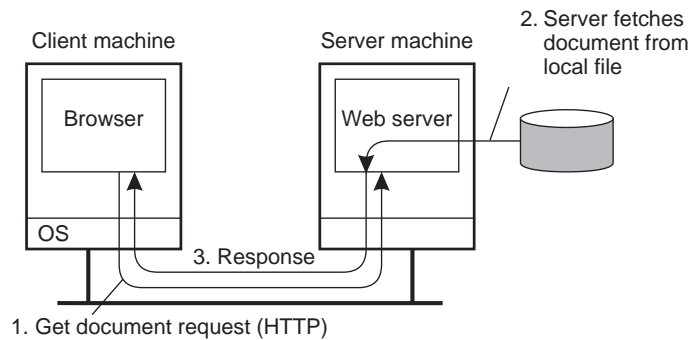 2. Server fetches
document from
local file
Client machine
Server machine
Browser
Web server
OS
3. Response
1. Get document request (HTTP)